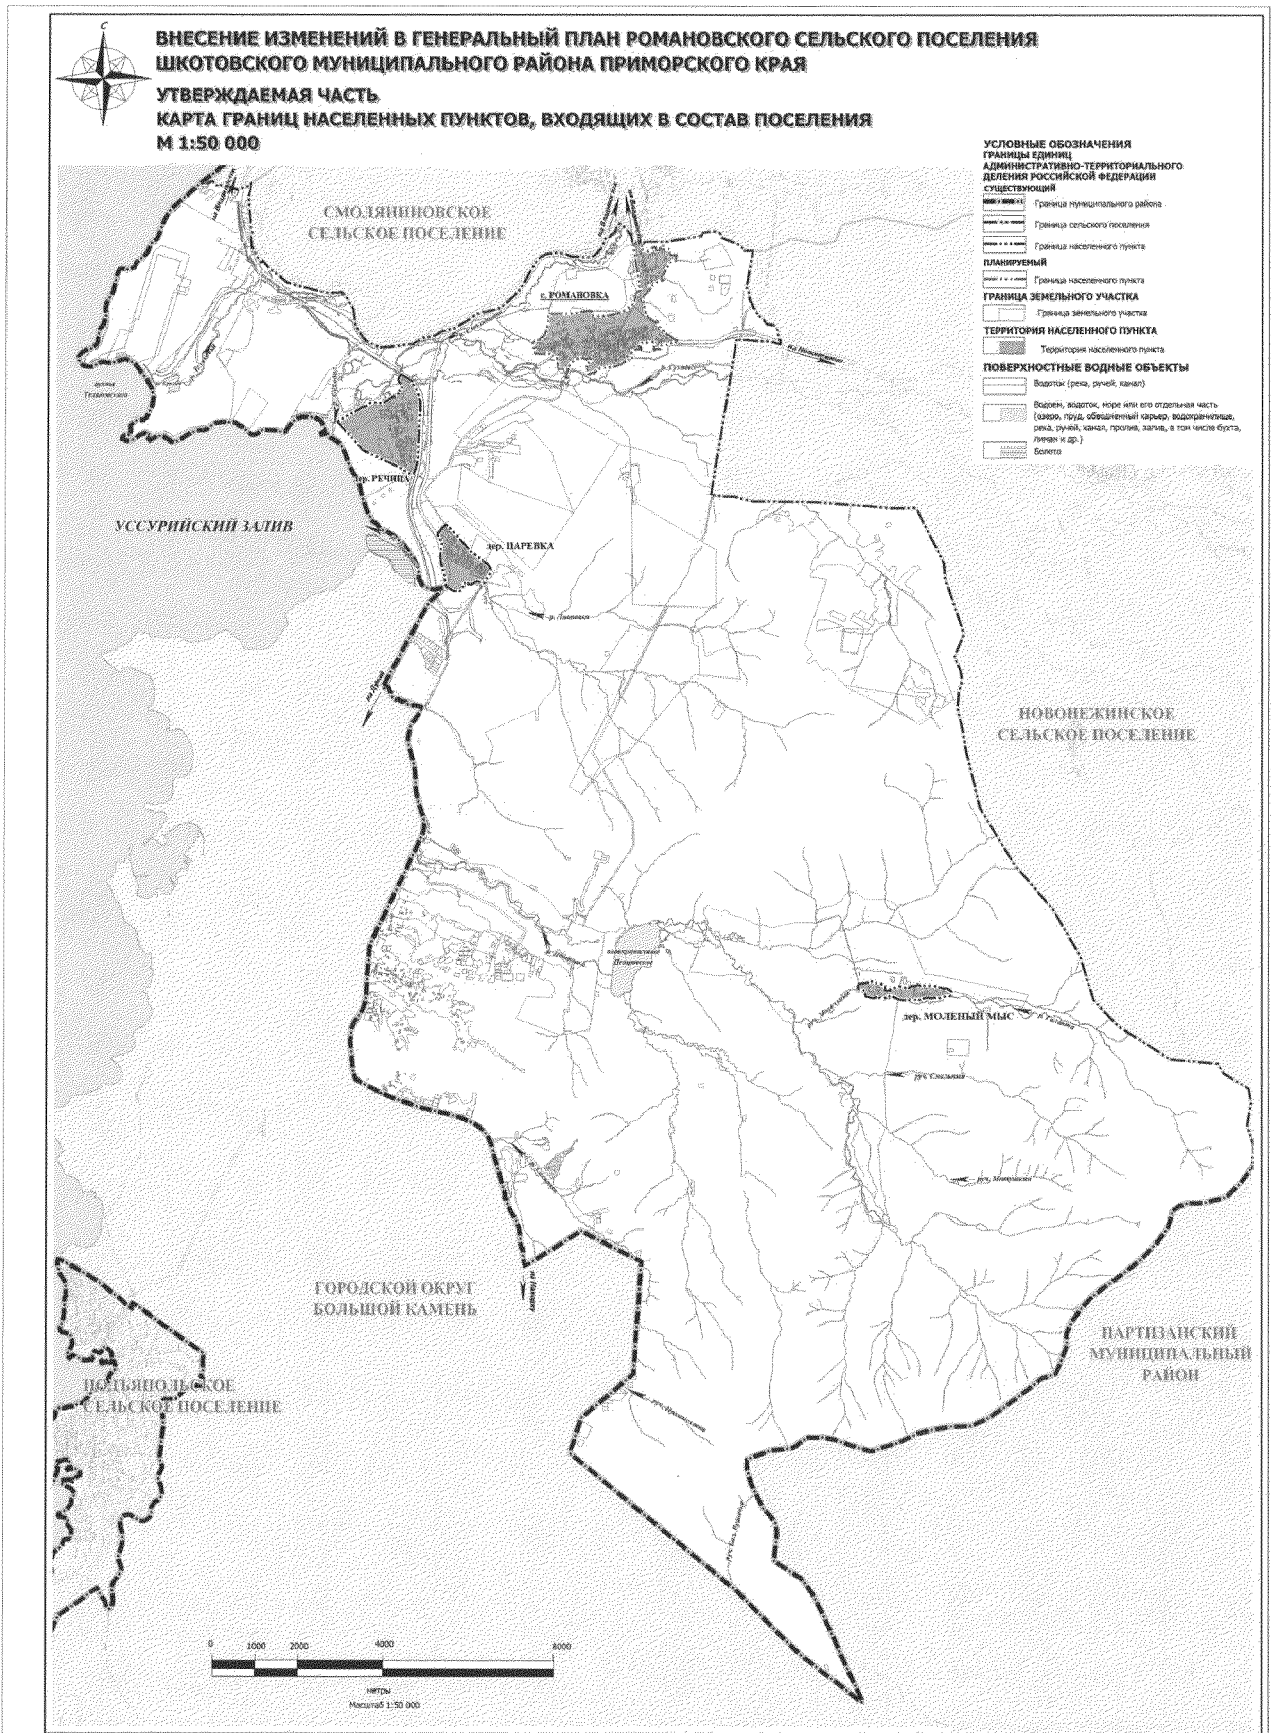 С
ВНЕСЕНИЕ ИЗМЕНЕНИЙ В ГЕНЕРАЛЬНЫЙ ПЛАН РОМАНОВСКОГО СЕЛЬСКОГО ПОСЕЛЕНИЯ
ШКОТОВСКОГО МУНИЦИПАЛЬНОГО РАЙОНА ПРИМОРСКОГО КРАЯ
УТВЕРЖДАЕМАЯ ЧАСТЬ
КАРТА ГРАНИЦ НАСЕЛЕННЫХ ПУНКТОВ, ВХОДЯЩИХ В СОСТАВ ПОСЕЛЕНИЯ
М 1:50 000
УСЛОВНЫЕ ОБОЗНАЧЕНИЯ
ГРАНИЦЫ ЕДИНИЦ
АДМИНИСТРАТИВНО-ТЕРРИТОРИАЛЬНОГО
ДЕЛЕНИЯ РОССИЙСКОЙ ФЕДЕРАЦИИ
СУЩЕСТВУЮЩИЙ
Граница муниципального района
Граница сельского поселения
Граница населенного пункта
ПЛАНИРУЕМЫЙ
Граница населенного пункта
ГРАНИЦА ЗЕМЕЛЬНОГО УЧАСТКА
Граница земельного участка
ТЕРРИТОРИЯ НАСЕЛЕННОГО ПУНКТА
Территория населенного пункта
ПОВЕРХНОСТНЫЕ ВОДНЫЕ ОБЪЕКТЫ
Водоток (река, ручей, канал)
Водоем, водоток, море или его отдельная часть
(озеро, пруд, обводненный карьер, водохранилище,
река, ручей, канал, пролив, залив, в том числе бухта,
лиман и др.)
Болото
СМОЛЯНИНОВСКОЕ
СЕЛЬСКОЕ ПОСЕЛЕНИЕ
с. РОМАНОВКА
дер. РЕЧИЦА
УССУРИЙСКИЙ ЗАЛИВ
дер. ЦАРЕВКА
НОВОНЕЖИНСКОЕ
СЕЛЬСКОЕ ПОСЕЛЕНИЕ
водохранилище
Петровское
дер. МОЛЕНЫЙ МЫС
руч.
руч.
ГОРОДСКОЙ ОКРУГ
БОЛЬШОЙ КАМЕНЬ
ПАРТИЗАНСКИЙ
МУНИЦИПАЛЬНЫЙ
РАЙОН
ПОДЪЯПОЛЬСКОЕ
СЕЛЬСКОЕ ПОСЕЛЕНИЕ
0 1000 2000 4000 8000
метры
Масштаб 1:50 000